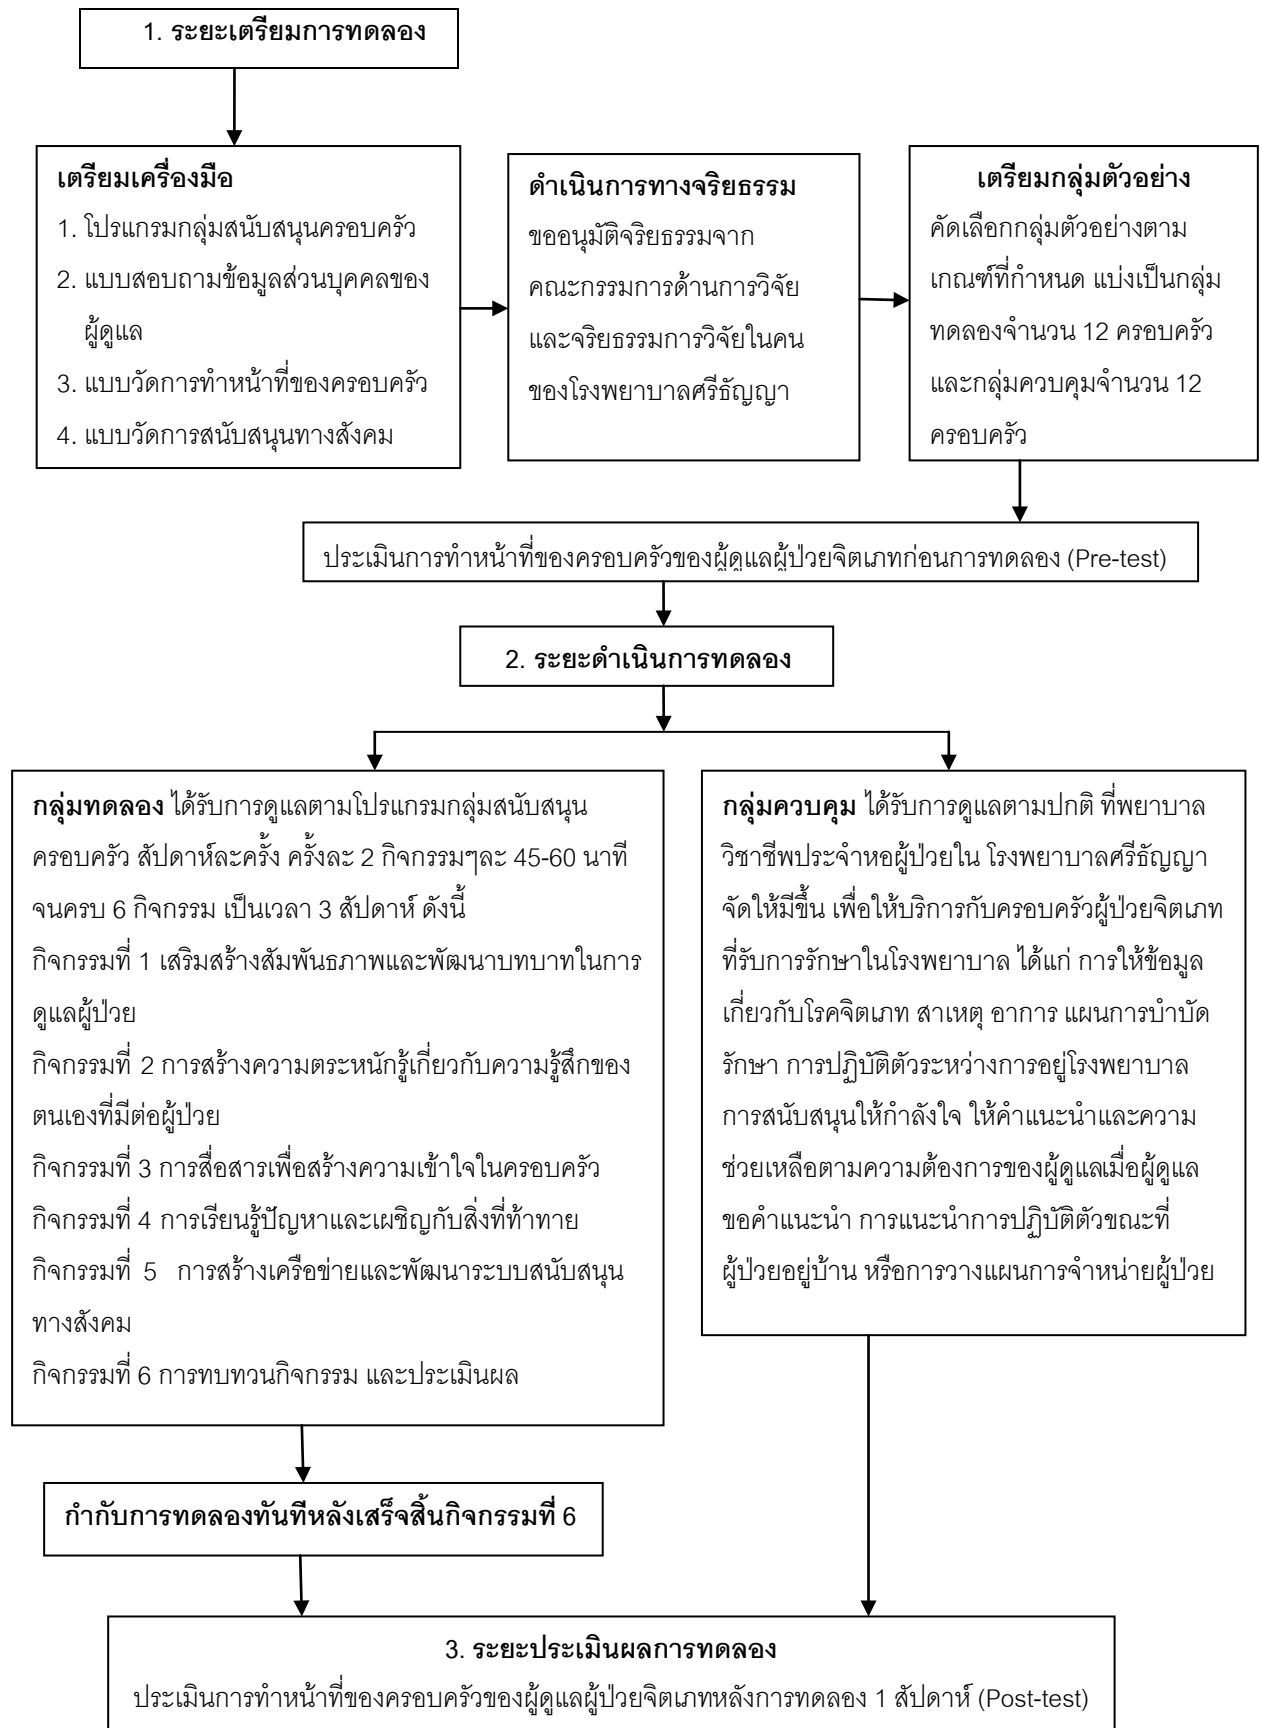 1. ระยะเตรียมการทดลอง
เตรียมเครื่องมือ
1. โปรแกรมกลุ่มสนับสนุนครอบครัว
2. แบบสอบถามข้อมูลส่วนบุคคลของ
ผู้ดูแล
3. แบบวัดการทำหน้าที่ของครอบครัว
4. แบบวัดการสนับสนุนทางสังคม
ดำเนินการทางจริยธรรม
ขออนุมัติจริยธรรมจาก
คณะกรรมการด้านการวิจัย
และจริยธรรมการวิจัยในคน
ของโรงพยาบาลศรีธัญญา
เตรียมกลุ่มตัวอย่าง
คัดเลือกกลุ่มตัวอย่างตาม
เกณฑ์ที่กำหนด แบ่งเป็นกลุ่ม
ทดลองจำนวน 12 ครอบครัว
และกลุ่มควบคุมจำนวน 12
ครอบครัว
ประเมินการทำหน้าที่ของครอบครัวของผู้ดูแลผู้ป่วยจิตเภทก่อนการทดลอง (Pre-test)
2. ระยะดำเนินการทดลอง
กลุ่มทดลอง ได้รับการดูแลตามโปรแกรมกลุ่มสนับสนุน
ครอบครัว สัปดาห์ละครั้ง ครั้งละ 2 กิจกรรมๆละ 45-60 นาที
จนครบ 6 กิจกรรม เป็นเวลา 3 สัปดาห์ ดังนี้
กิจกรรมที่ 1 เสริมสร้างสัมพันธภาพและพัฒนาบทบาทในการ
ดูแลผู้ป่วย
กิจกรรมที่ 2 การสร้างความตระหนักรู้เกี่ยวกับความรู้สึกของ
ตนเองที่มีต่อผู้ป่วย
กิจกรรมที่ 3 การสื่อสารเพื่อสร้างความเข้าใจในครอบครัว
กิจกรรมที่ 4 การเรียนรู้ปัญหาและเผชิญกับสิ่งที่ท้าทาย
กิจกรรมที่ 5 การสร้างเครือข่ายและพัฒนาระบบสนับสนุน
ทางสังคม
กิจกรรมที่ 6 การทบทวนกิจกรรม และประเมินผล
กลุ่มควบคุม ได้รับการดูแลตามปกติ ที่พยาบาล
วิชาชีพประจำหอผู้ป่วยใน โรงพยาบาลศรีธัญญา
จัดให้มีขึ้น เพื่อให้บริการกับครอบครัวผู้ป่วยจิตเภท
ที่รับการรักษาในโรงพยาบาล ได้แก่ การให้ข้อมูล
เกี่ยวกับโรคจิตเภท สาเหตุ อาการ แผนการบำบัด
รักษา การปฏิบัติตัวระหว่างการอยู่โรงพยาบาล
การสนับสนุนให้กำลังใจ ให้คำแนะนำและความ
ช่วยเหลือตามความต้องการของผู้ดูแลเมื่อผู้ดูแล
ขอคำแนะนำ การแนะนำการปฏิบัติตัวขณะที่
ผู้ป่วยอยู่บ้าน หรือการวางแผนการจำหน่ายผู้ป่วย
กำกับการทดลองทันทีหลังเสร็จสิ้นกิจกรรมที่ 6
3. ระยะประเมินผลการทดลอง
ประเมินการทำหน้าที่ของครอบครัวของผู้ดูแลผู้ป่วยจิตเภทหลังการทดลอง 1 สัปดาห์ (Post-test)